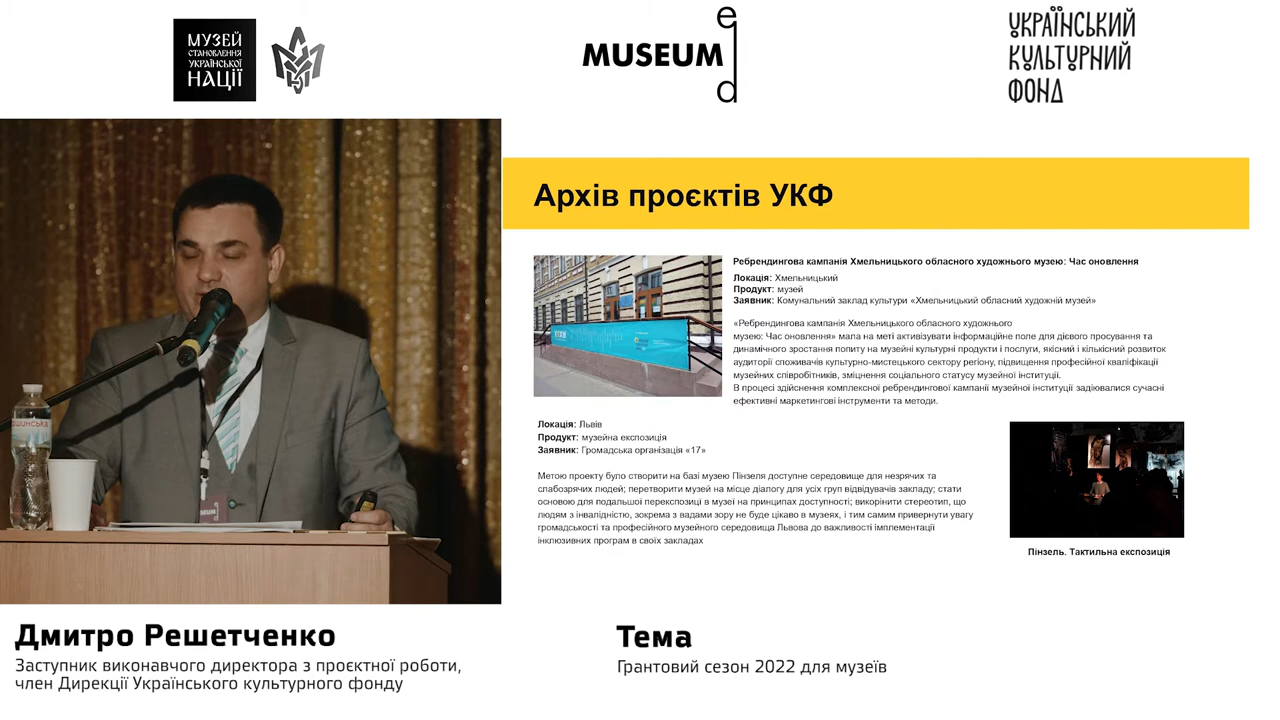 МУЗЕЙ
СТАНОВЛЕННЯ
УКРАЇНСЬКОЇ
НАЦІЇ
MUSEUM
ed
УКРАЇНСЬКИЙ
КУЛЬТУРНИЙ
ФОНД
Архів проєктів УКФ
Ребрендингова кампанія Хмельницького обласного художнього музею: Час оновлення
Локація: Хмельницький
Продукт: музей
Заявник: Комунальний заклад культури «Хмельницький обласний художній музей»
«Ребрендингова кампанія Хмельницького обласного художнього
музею: Час оновлення» мала на меті активізувати інформаційне поле для дієвого просування та
динамічного зростання попиту на музейні культурні продукти і послуги, якісний і кількісний розвиток
аудиторії споживачів культурно-мистецького сектору регіону, підвищення професійної кваліфікації
музейних співробітників, зміцнення соціального статусу музейної інституції.
В процесі здійснення комплексної ребрендингової кампанії музейної інституції задіювалися сучасні
ефективні маркетингові інструменти та методи.
Локація: Львів
Продукт: музейна експозиція
Заявник: Громадська організація «17»
Метою проекту було створити на базі музею Пінзеля доступне середовище для незрячих та
слабозрячих людей; перетворити музей на місце діалогу для усіх груп відвідувачів закладу; стати
основою для подальшої перекспозиції в музеї на принципах доступності; викорінити стереотип, що
людям з інвалідністю, зокрема з вадами зору не буде цікаво в музеях, і тим самим привернути увагу
громадськості та професійного музейного середовища Львова до важливості імплементації
інклюзивних програм в своїх закладах
Пінзель. Тактильна експозиція
Дмитро Решетченко
Заступник виконавчого директора з проєктної роботи,
член Дирекції Українського культурного фонду
Тема
Грантовий сезон 2022 для музеїв